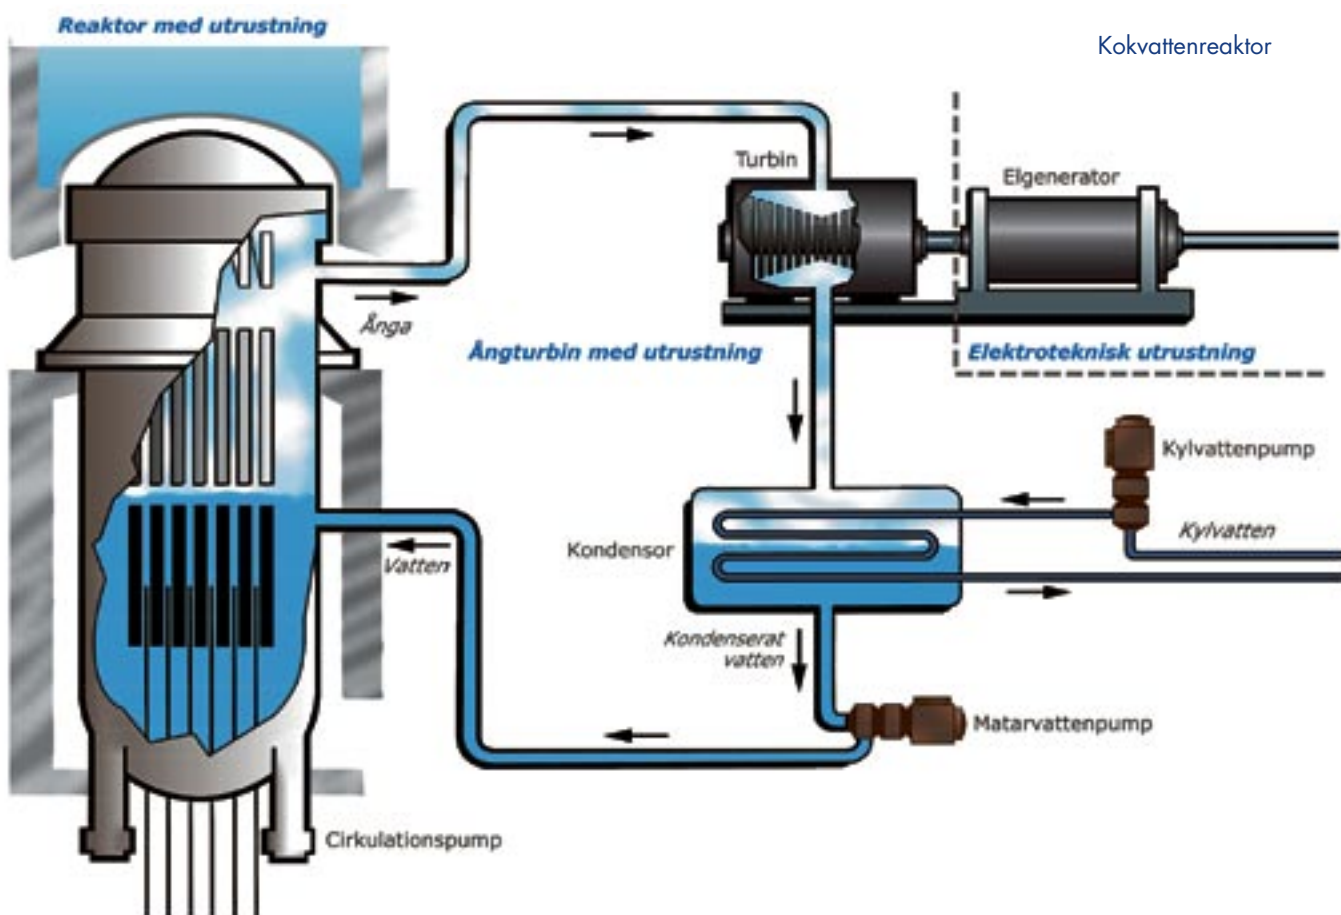 Reaktor med utrustning
Kokvattenreaktor
Turbin
Elgenerator
Ånga
Ångturbin med utrustning
Elektroteknisk utrustning
Kylvattenpump
Kylvatten
Kondensor
Vatten
Kondenserat
vatten
Matarvattenpump
Cirkulationspump